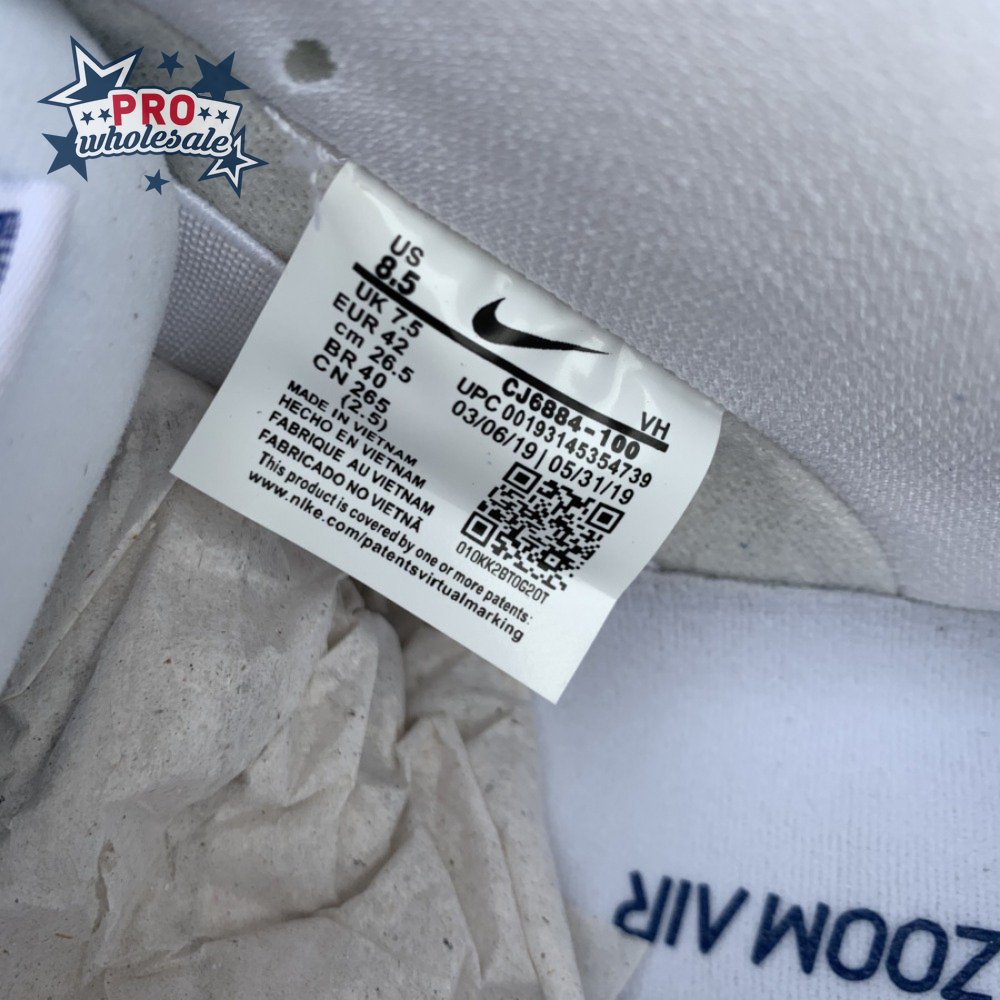 PRO
wholesale
US
8.5
UK 7.5
EUR 42
cm 26.5
BR 40
CN 265
(2.5)
MADE IN VIETNAM
HECHO EN VIETNAM
FABRIQUE AU VIETNAM
FABRICADO NO VIETNÃ
This product is covered by one or more patents:
www.nike.com/patentsvirtualmarking
CJ6884-100
VH
UPC 00193145354739
03/06/19 | 05/31/19
010KK2BT0G20T
ZOOM AIR